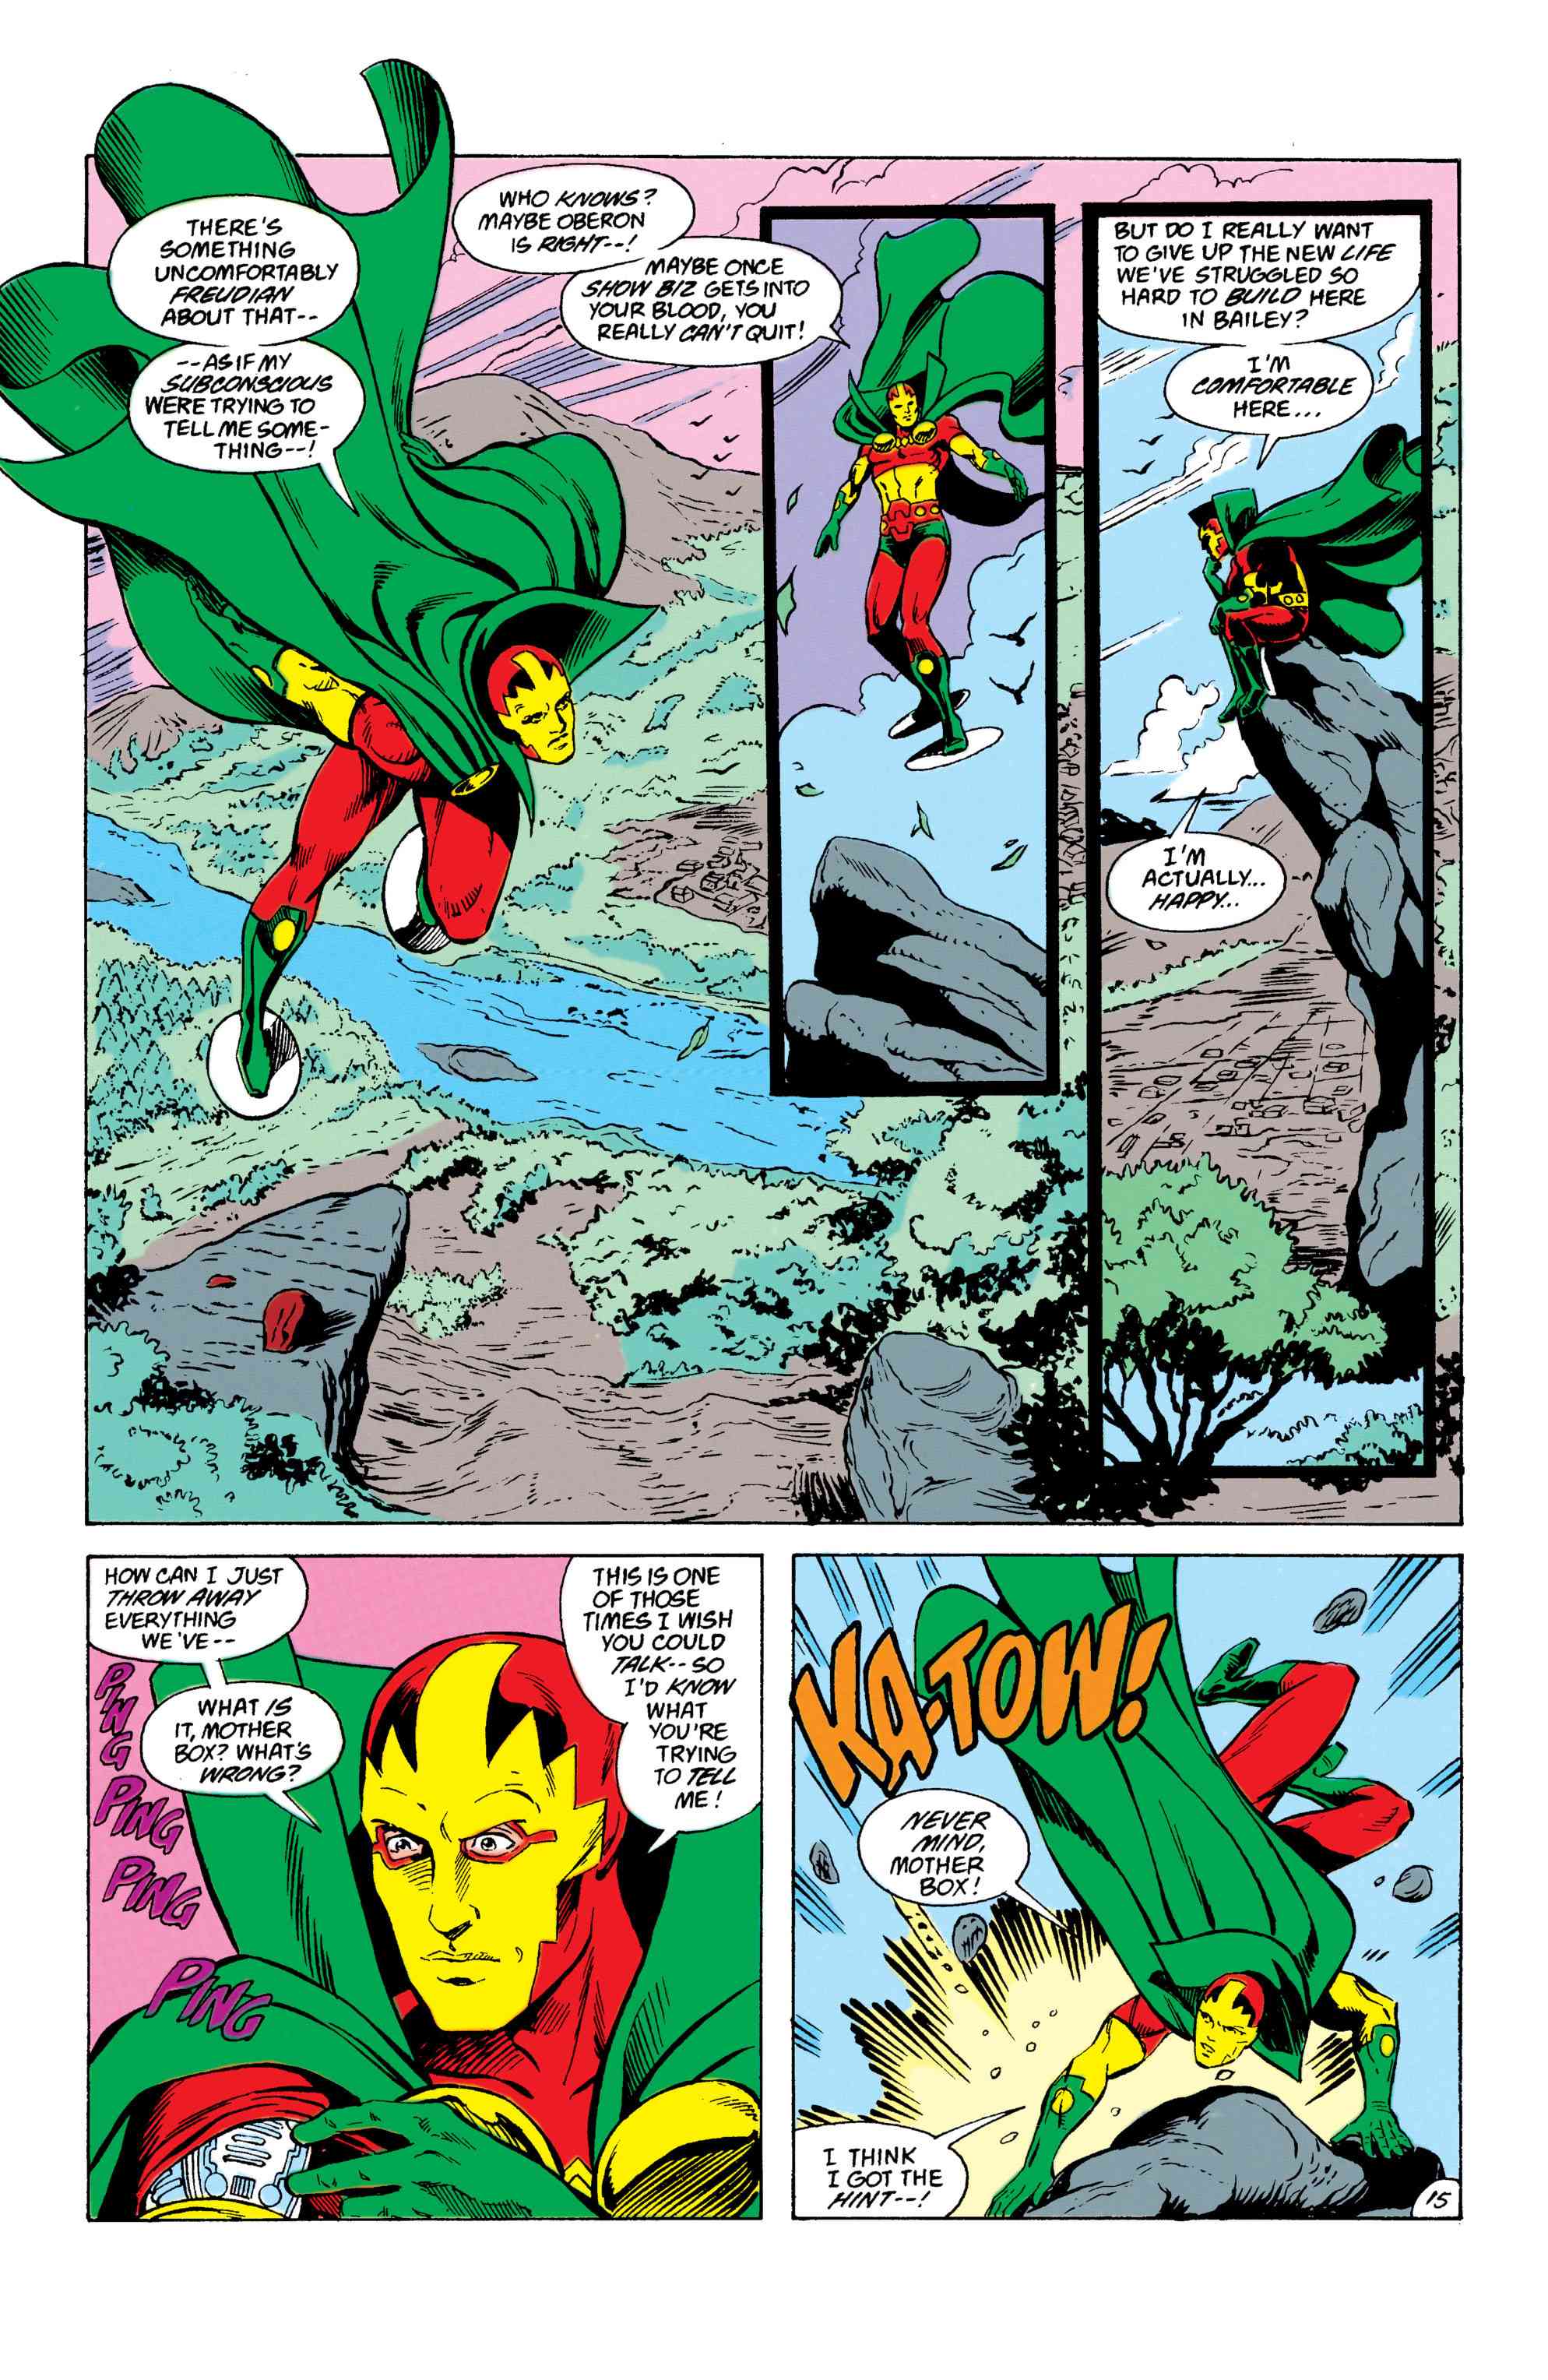 THERE'S
SOMETHING
UNCOMFORTABLY
FREUDIAN
ABOUT THAT--
--AS IF MY
SUBCONSCIOUS
WERE TRYING TO
TELL ME SOME-
THING--!
WHO KNOWS?
MAYBE OBERON
IS RIGHT--!
MAYBE ONCE
SHOW BIZ GETS INTO
YOUR BLOOD, YOU
REALLY CAN'T QUIT!
BUT DO I REALLY WANT
TO GIVE UP THE NEW LIFE
WE'VE STRUGGLED SO
HARD TO BUILD HERE
IN BAILEY?
I'M
COMFORTABLE
HERE...
I'M
ACTUALLY...
HAPPY...
HOW CAN I JUST
THROW AWAY
EVERYTHING
WE'VE--
WHAT IS
IT, MOTHER
BOX? WHAT'S
WRONG?
PING
PING
PING
PING
THIS IS ONE
OF THOSE
TIMES I WISH
YOU COULD
TALK--SO
I'D KNOW
WHAT
YOU'RE
TRYING
TO TELL
ME!
KA-TOW!
NEVER
MIND,
MOTHER
BOX!
I THINK
I GOT THE
HINT--!
15